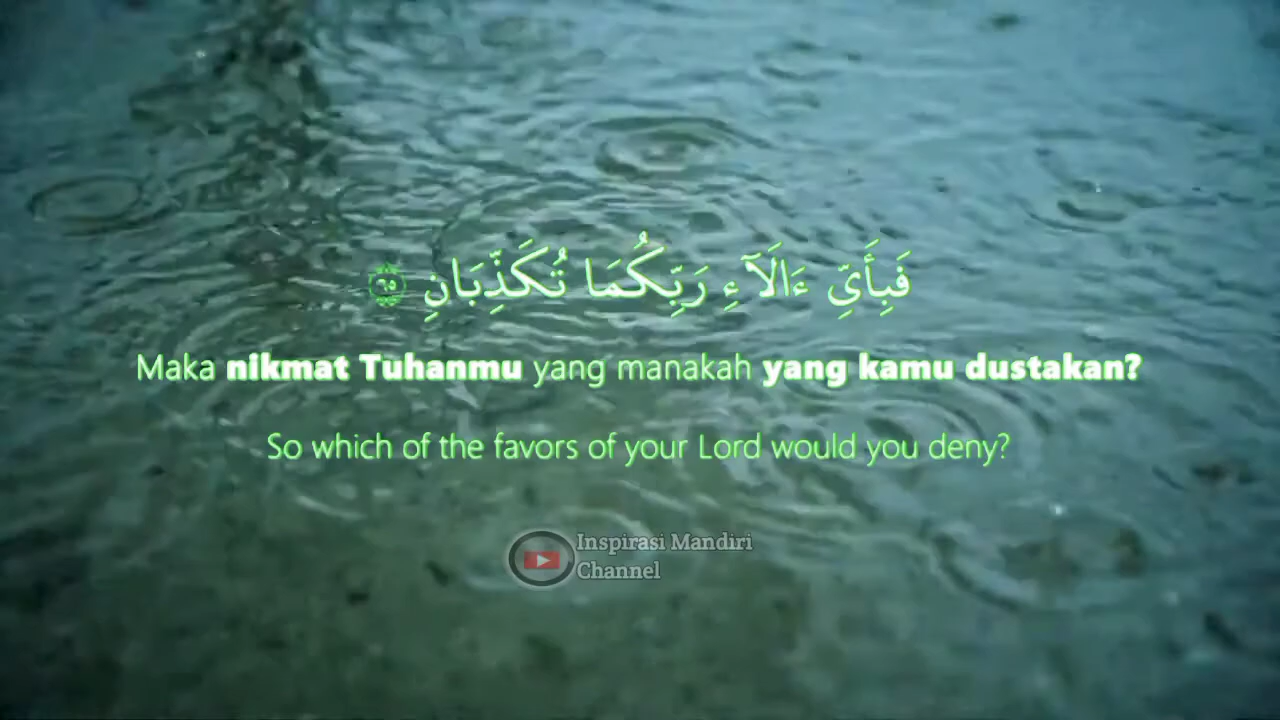 فَبِأَيِّ ءَالَآءِ رَبِّكُمَا تُكَذِّبَانِ ٦٥
Maka nikmat Tuhanmu yang manakah yang kamu dustakan?
So which of the favors of your Lord would you deny?
Inspirasi Mandiri
Channel